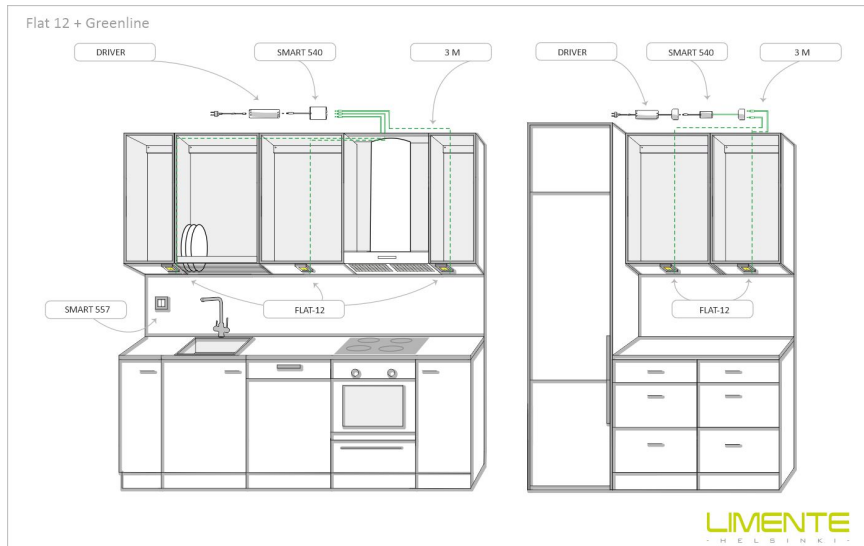 Flat 12 + Greenline
DRIVER
SMART 540
3 M
DRIVER
SMART 540
3 M
SMART 557
FLAT-12
FLAT-12
LIMENTE
· HELSINKI ·